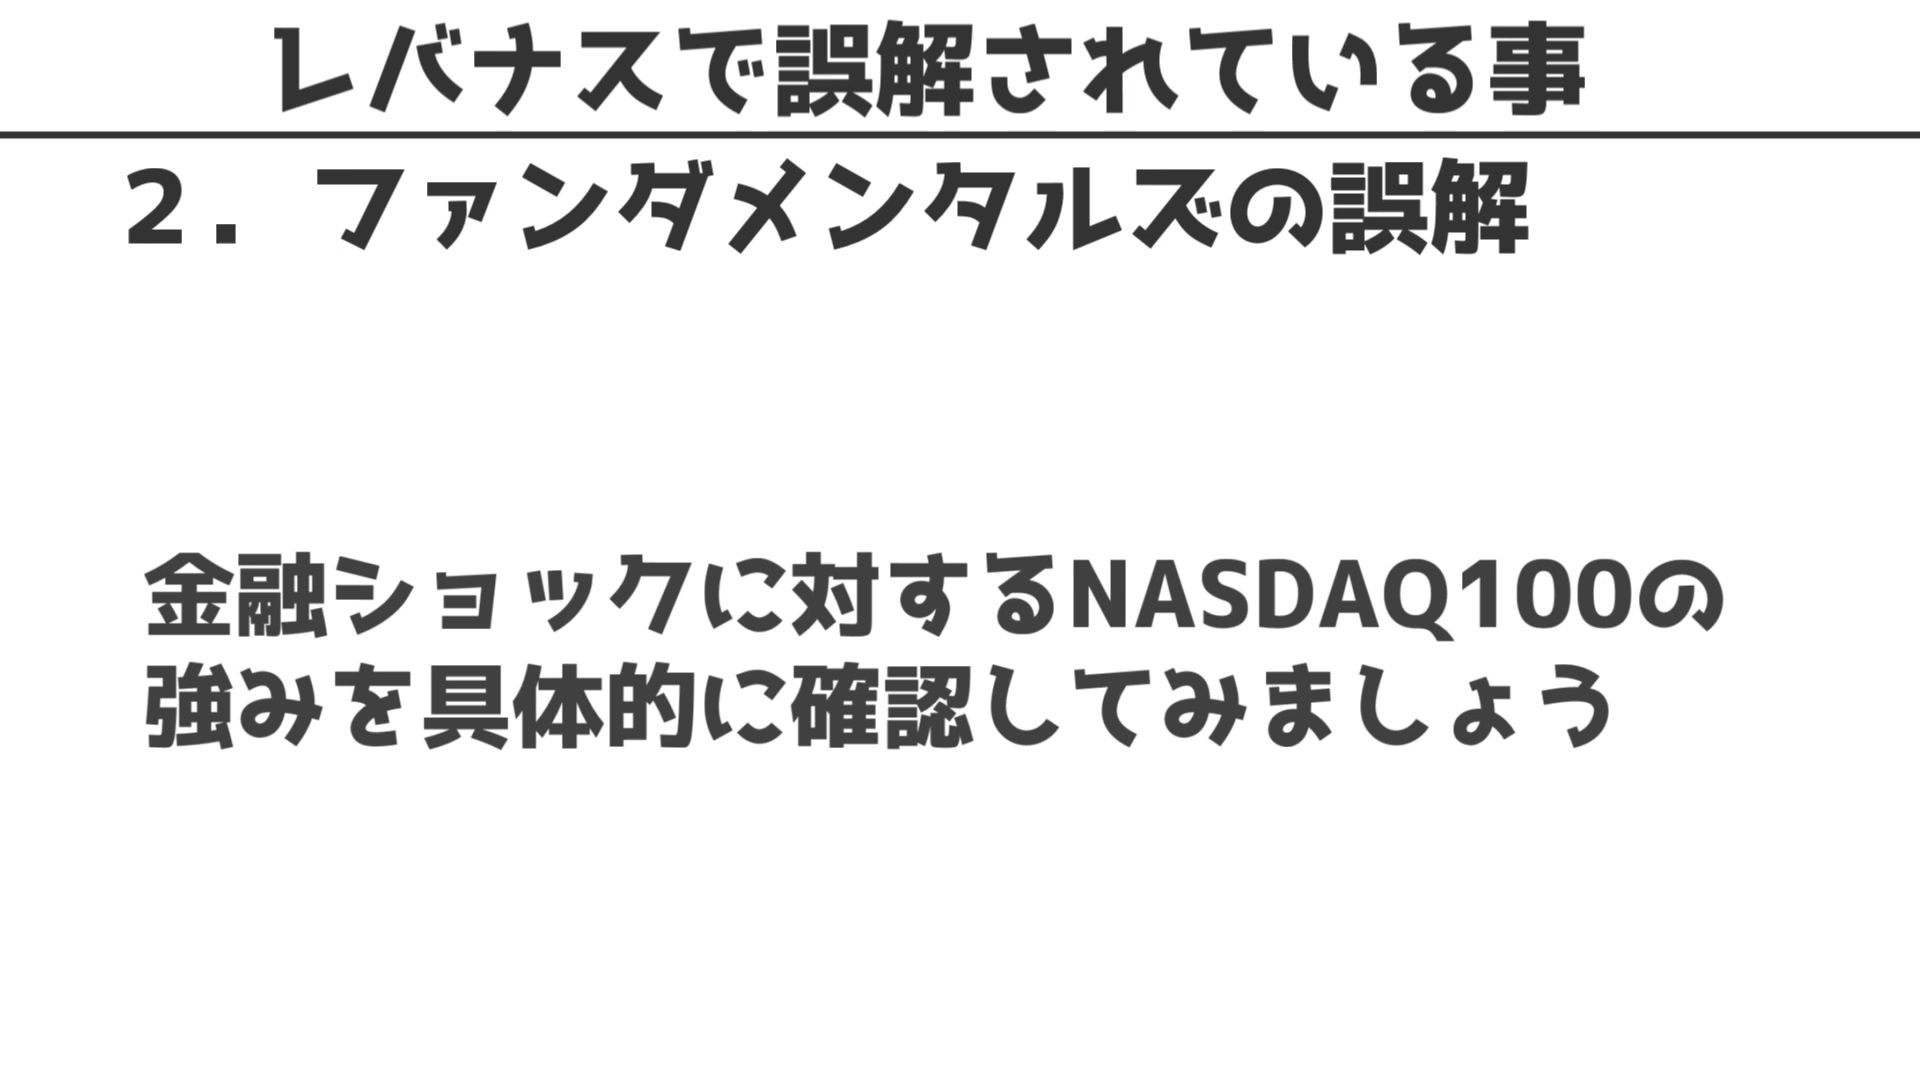 レバナスで誤解されている事
2．ファンダメンタルズの誤解
金融ショックに対するNASDAQ100の
強みを具体的に確認してみましょう